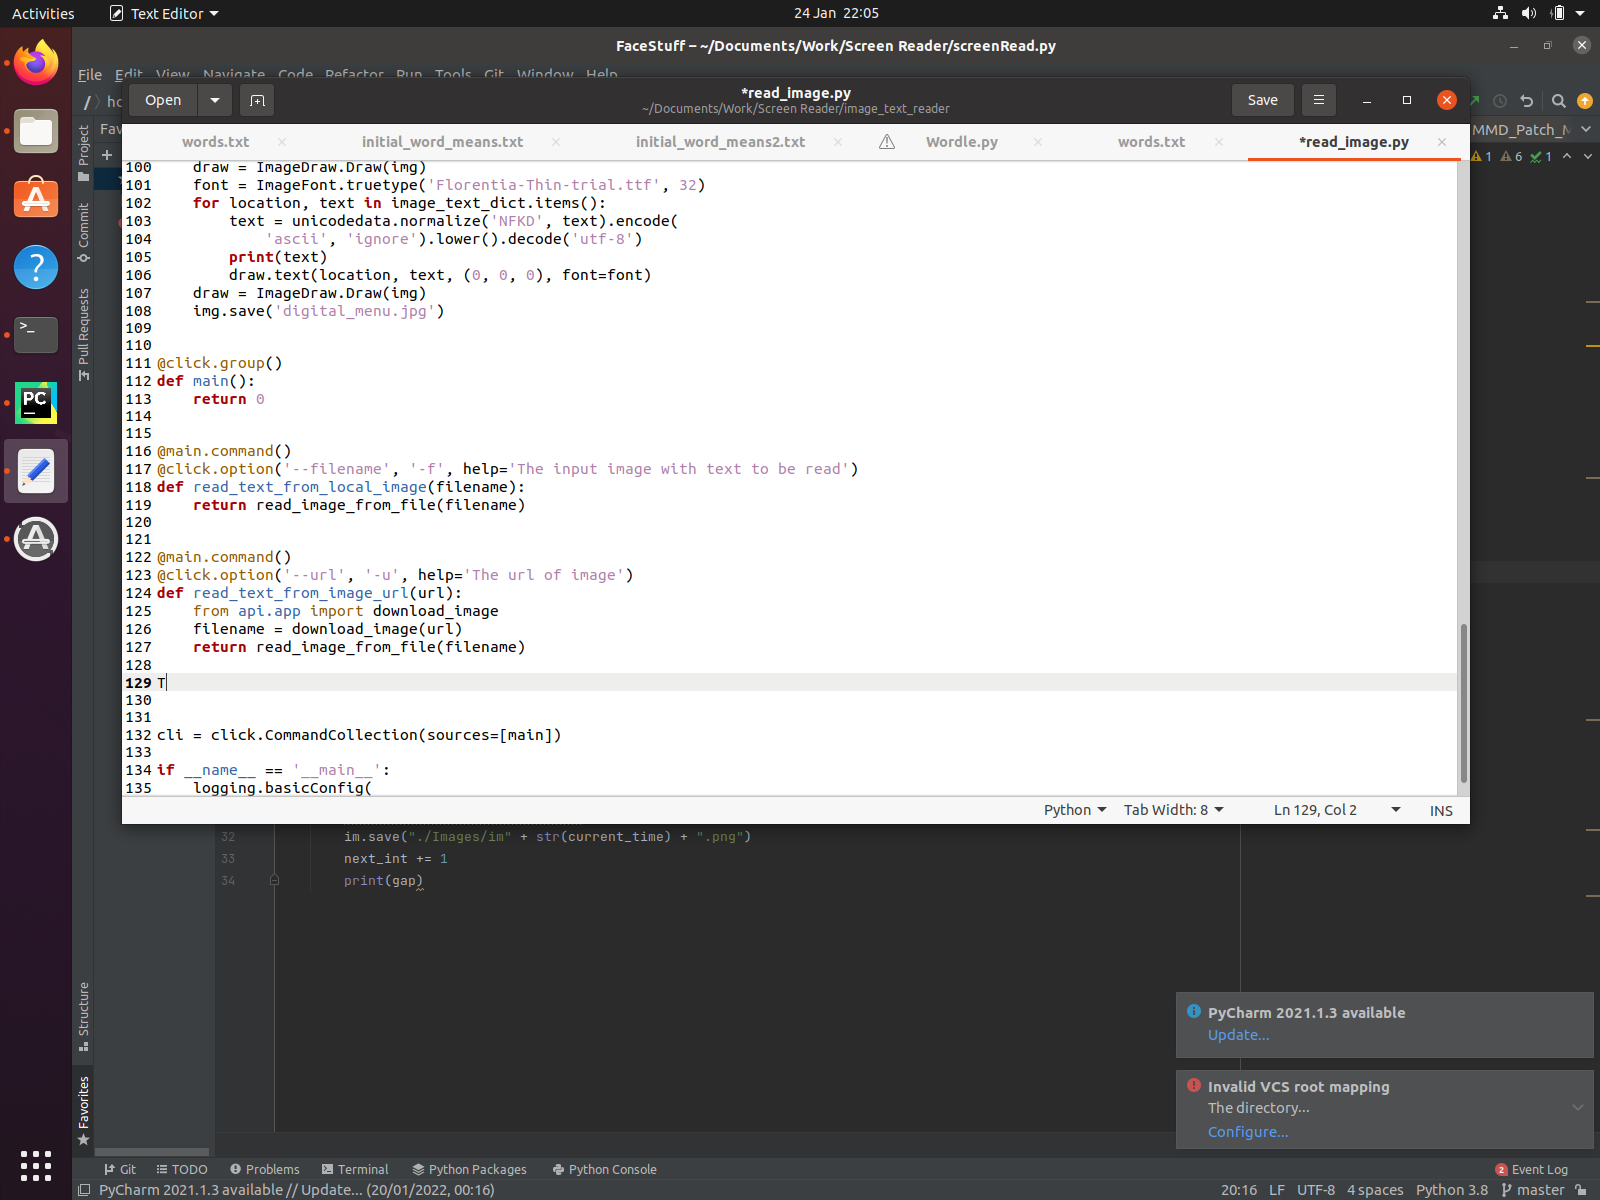 Activities
Text Editor
24 Jan 22:05
FaceStuff – ~/Documents/Work/Screen Reader/screenRead.py
File Edit View Navigate Code Refactor Run Tools Git Window Help
Open
*read_image.py
~/Documents/Work/Screen Reader/image_text_reader
Save
MMD_Patch_
1 6 1
words.txt
initial_word_means.txt
initial_word_means2.txt
Wordle.py
words.txt
*read_image.py
Project
Commit
Pull Requests
Structure
Favorites
100 draw = ImageDraw.Draw(img)
101 font = ImageFont.truetype('Florentia-Thin-trial.ttf', 32)
102 for location, text in image_text_dict.items():
103 text = unicodedata.normalize('NFKD', text).encode(
104 'ascii', 'ignore').lower().decode('utf-8')
105 print(text)
106 draw.text(location, text, (0, 0, 0), font=font)
107 draw = ImageDraw.Draw(img)
108 img.save('digital_menu.jpg')
109
110
111 @click.group()
112 def main():
113 return 0
114
115
116 @main.command()
117 @click.option('--filename', '-f', help='The input image with text to be read')
118 def read_text_from_local_image(filename):
119 return read_image_from_file(filename)
120
121
122 @main.command()
123 @click.option('--url', '-u', help='The url of image')
124 def read_text_from_image_url(url):
125 from api.app import download_image
126 filename = download_image(url)
127 return read_image_from_file(filename)
128
129 T
130
131
132 cli = click.CommandCollection(sources=[main])
133
134 if __name__ == '__main__':
135 logging.basicConfig(
Python Tab Width: 8 Ln 129, Col 2 INS
32 im.save("./Images/im" + str(current_time) + ".png")
33 next_int += 1
34 print(gap)
PyCharm 2021.1.3 available
Update...
Invalid VCS root mapping
The directory...
Configure...
Git TODO Problems Terminal Python Packages Python Console 2 Event Log
PyCharm 2021.1.3 available // Update... (20/01/2022, 00:16) 20:16 LF UTF-8 4 spaces Python 3.8 master